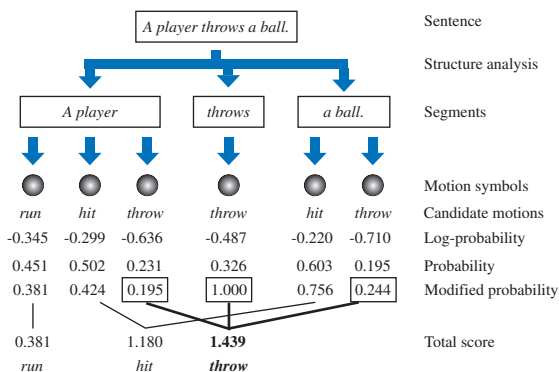 A player throws a ball. Sentence
Structure analysis
A player throws a ball. Segments
Motion symbols
run hit throw throw hit throw Candidate motions
-0.345 -0.299 -0.636 -0.487 -0.220 -0.710 Log-probability
0.451 0.502 0.231 0.326 0.603 0.195 Probability
0.381 0.424 0.195 1.000 0.756 0.244 Modified probability
0.381 1.180 1.439 Total score
run hit throw